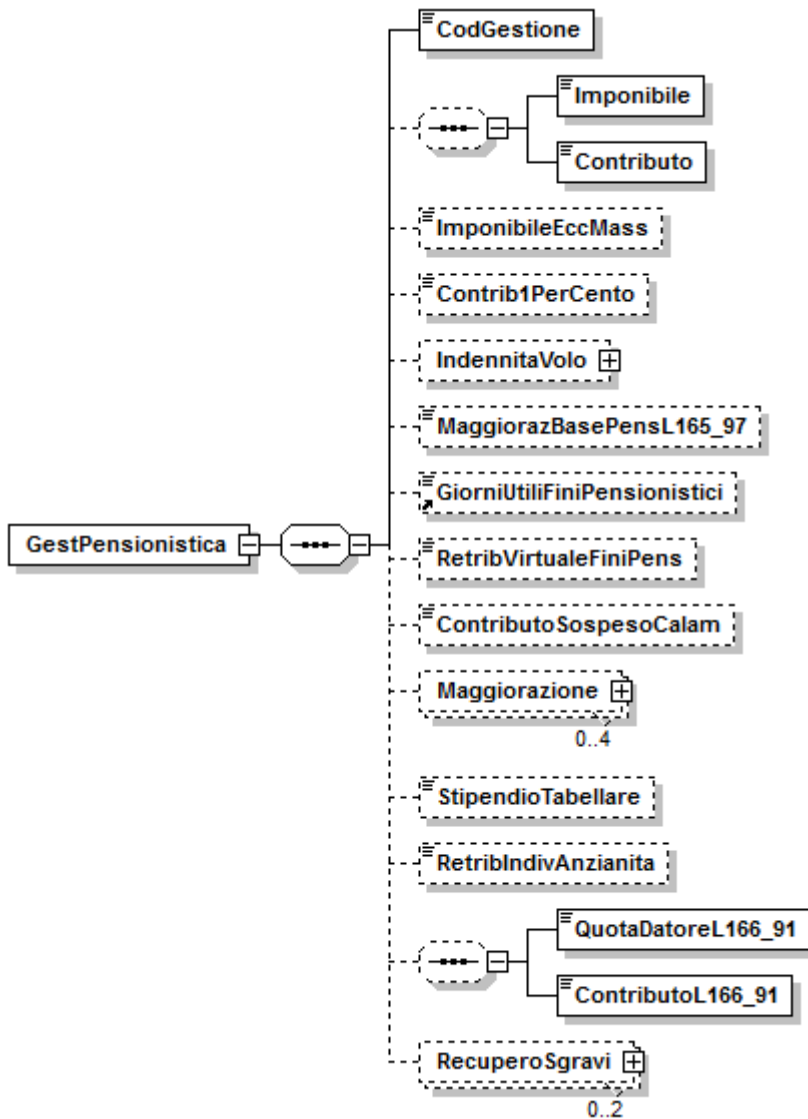 CodGestione
Imponibile
Contributo
ImponibileEccMass
Contrib1PerCento
IndennitaVolo
MaggiorazBasePensL165_97
GiorniUtiliFiniPensionistici
GestPensionistica
RetribVirtualeFiniPens
ContributoSospesoCalam
Maggiorazione
0..4
StipendioTabellare
RetribIndivAnzianita
QuotaDatoreL166_91
ContributoL166_91
RecuperoSgravi
0..2